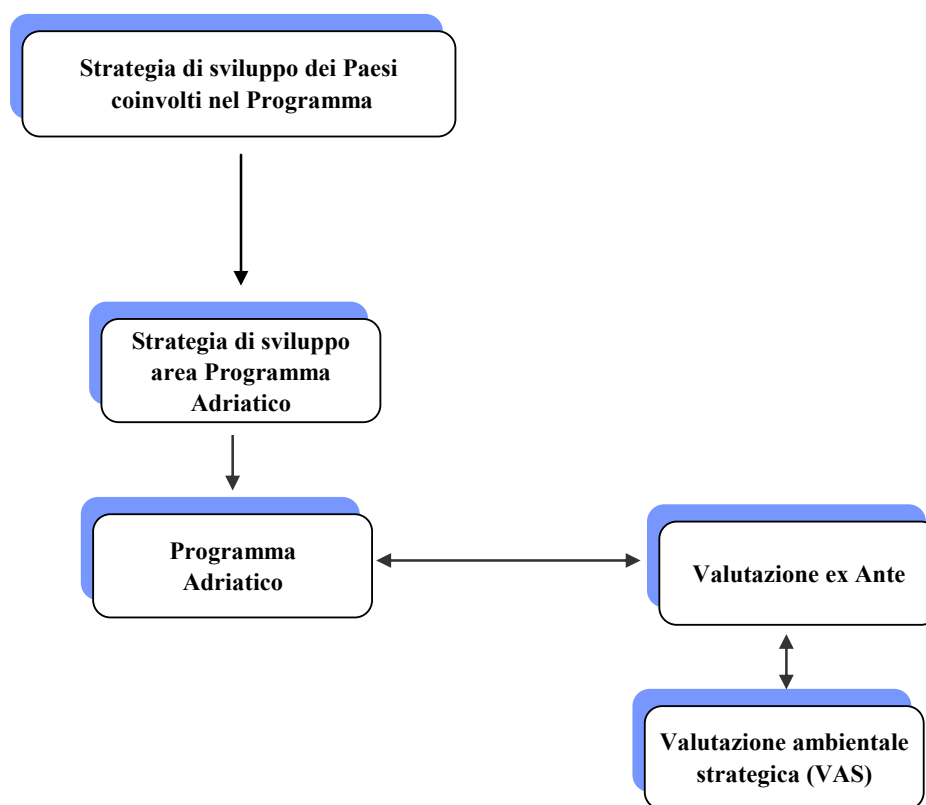 Strategia di sviluppo dei Paesi
coinvolti nel Programma
Strategia di sviluppo
area Programma
Adriatico
Programma
Adriatico
Valutazione ex Ante
Valutazione ambientale
strategica (VAS)